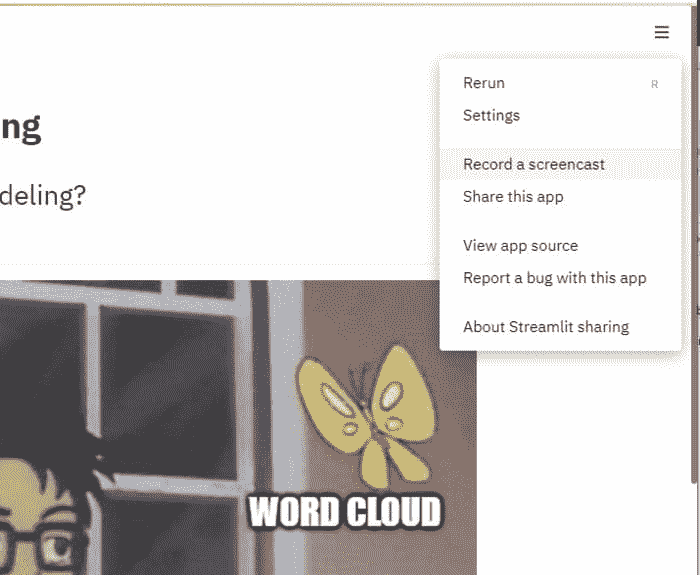 ng
deling?
Rerun R
Settings
Record a screencast
Share this app
View app source
Report a bug with this app
About Streamlit sharing
WORD CLOUD